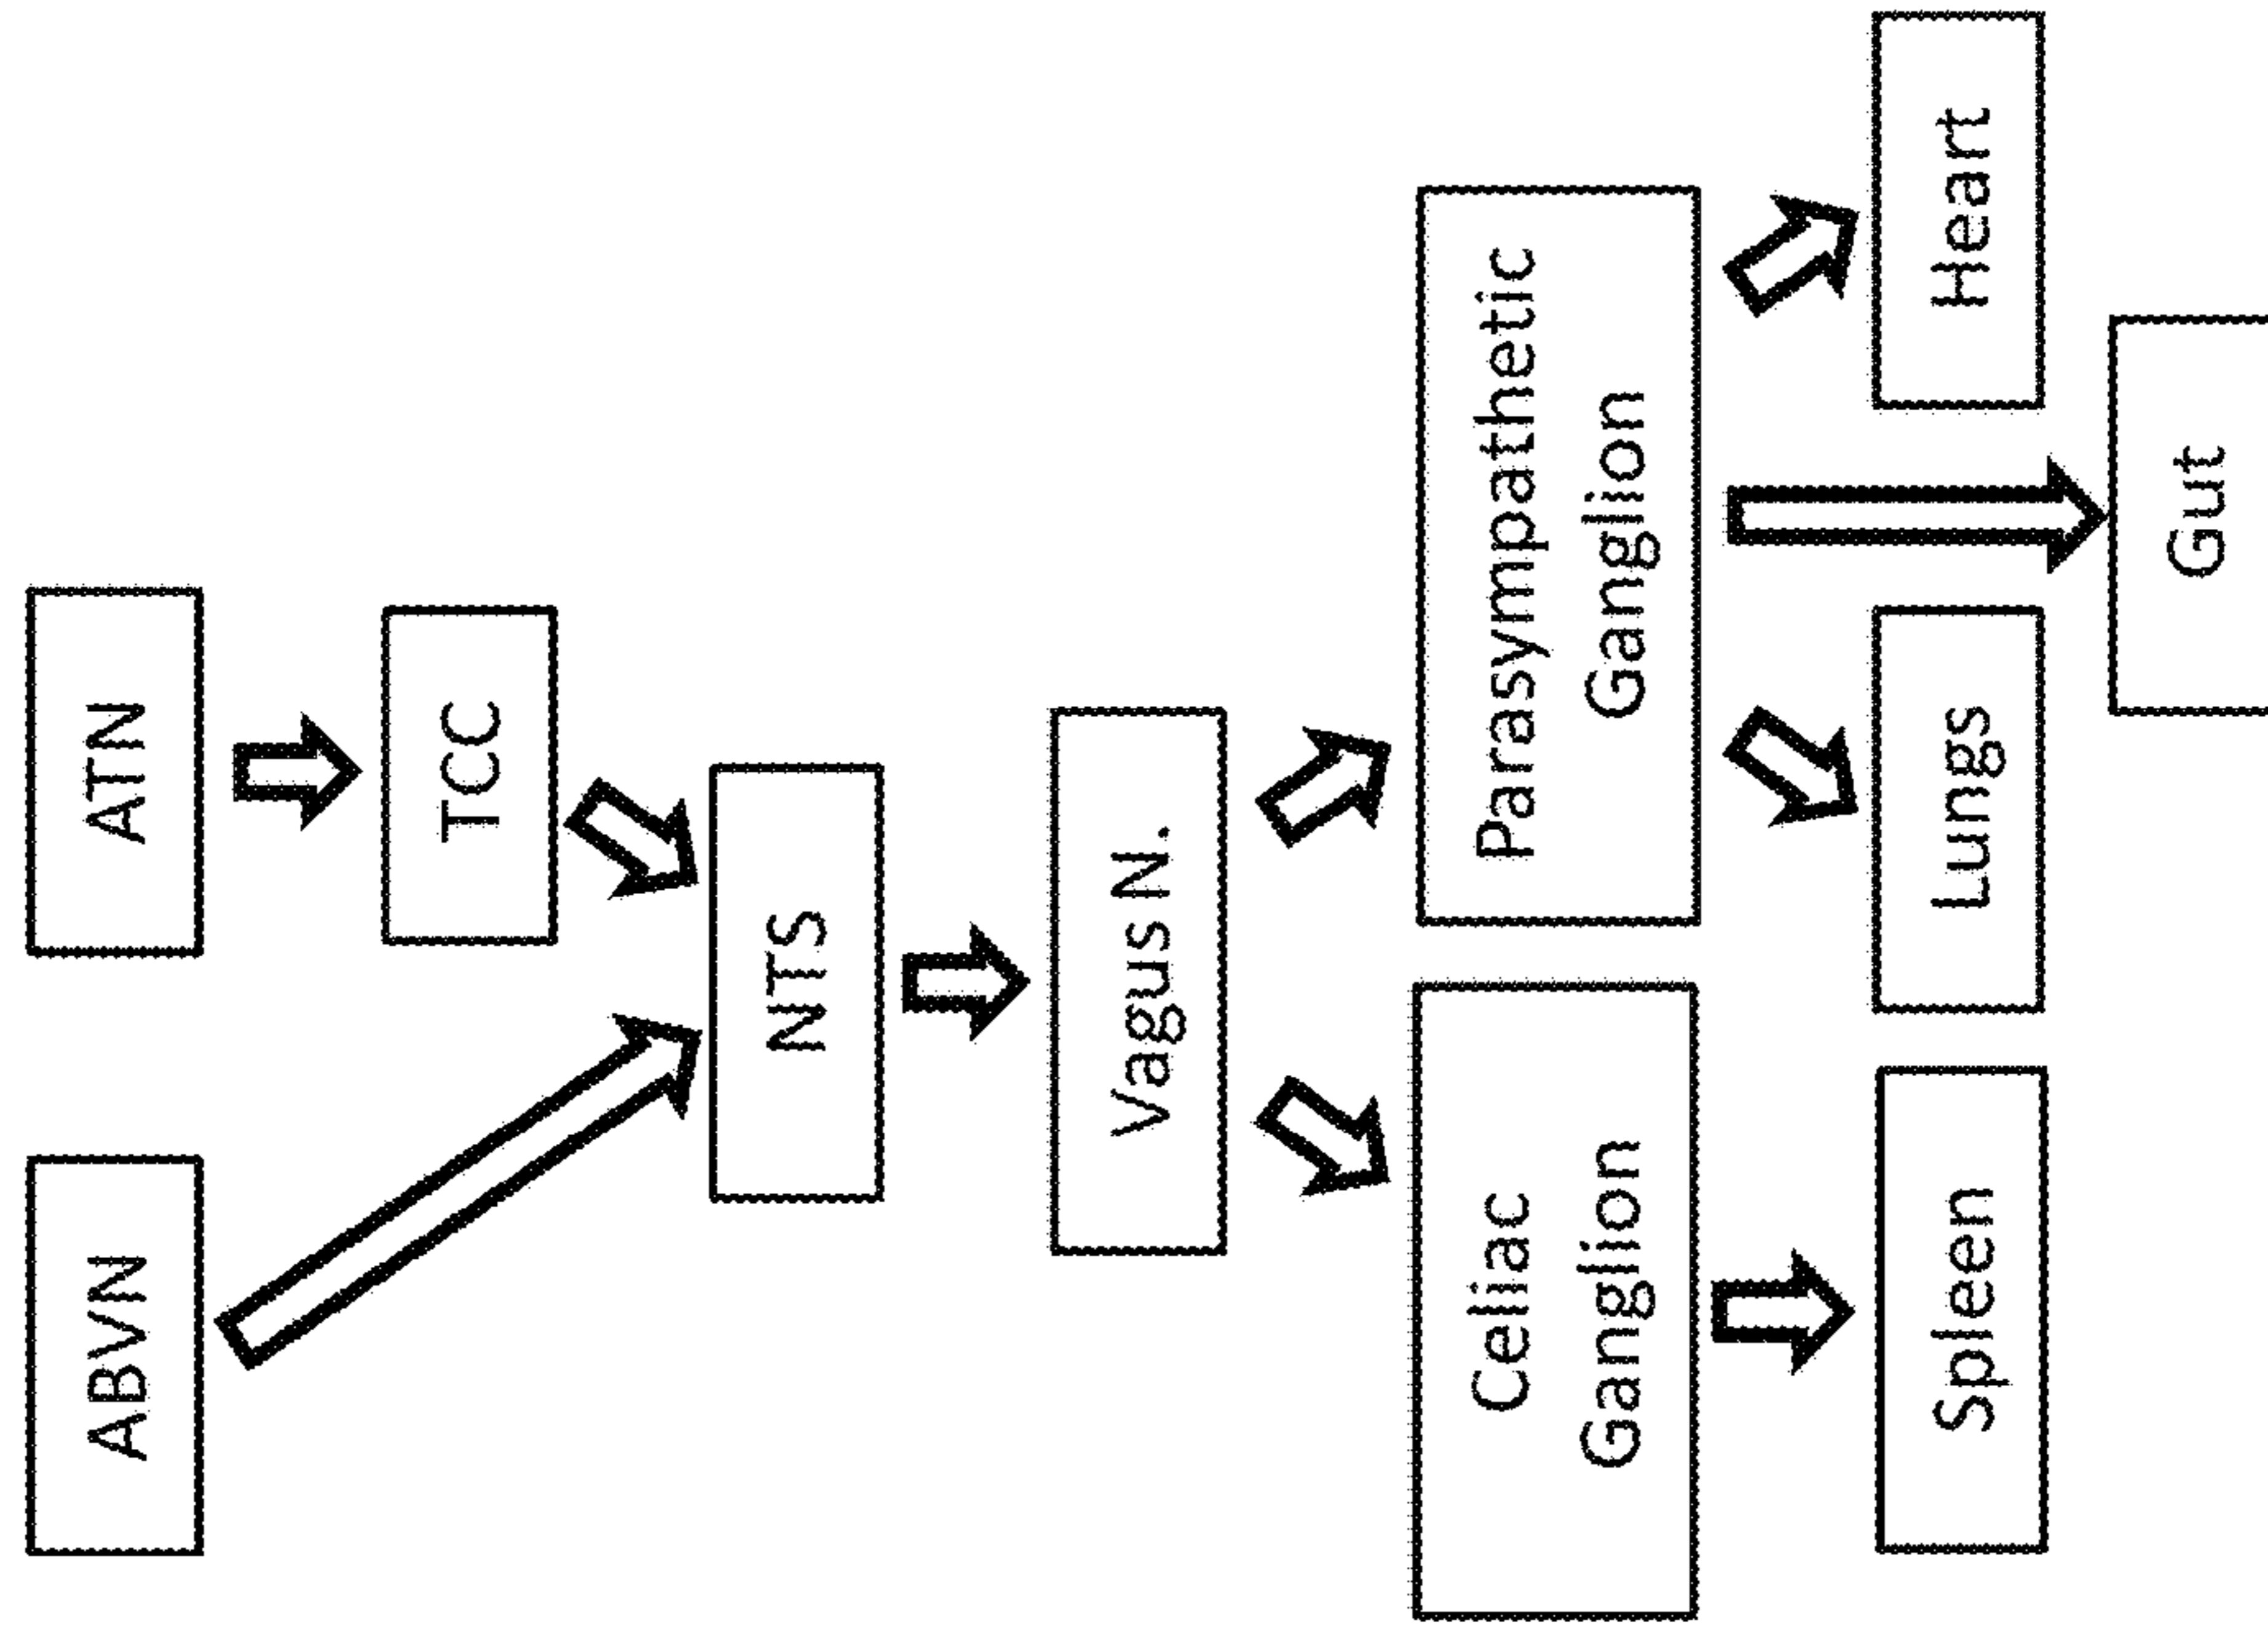 ABVN
ATN
TCC
NTS
Vagus N.
Celiac
Ganglion
Parasympathetic
Ganglion
Spleen
Lungs
Heart
Gut